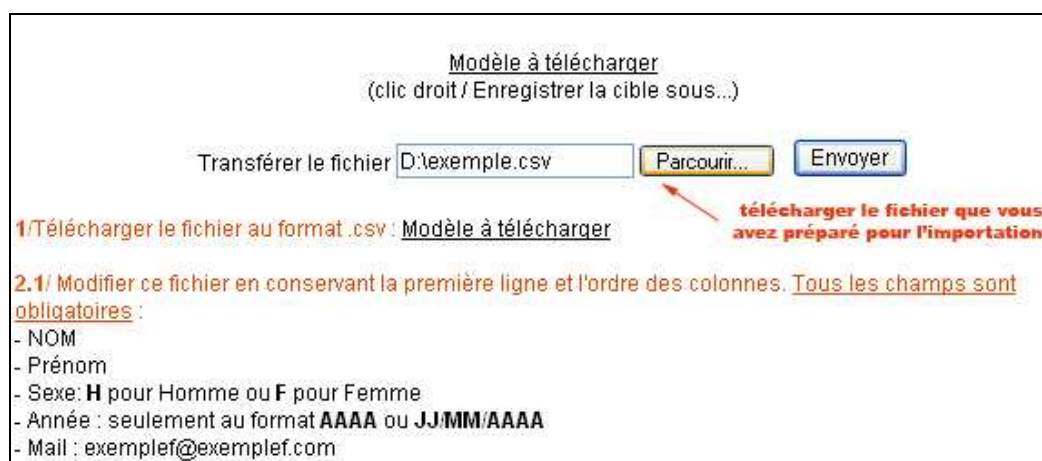 Modèle à télécharger
(clic droit / Enregistrer la cible sous...)
Transférer le fichier D:\exemple.csv Parcourir... Envoyer
télécharger le fichier que vous
avez préparé pour l'importation
1/Télécharger le fichier au format .csv : Modèle à télécharger
2.1/ Modifier ce fichier en conservant la première ligne et l'ordre des colonnes. Tous les champs sont
obligatoires :
- NOM
- Prénom
- Sexe: H pour Homme ou F pour Femme
- Année : seulement au format AAAA ou JJ/MM/AAAA
- Mail : exemplef@exemplef.com